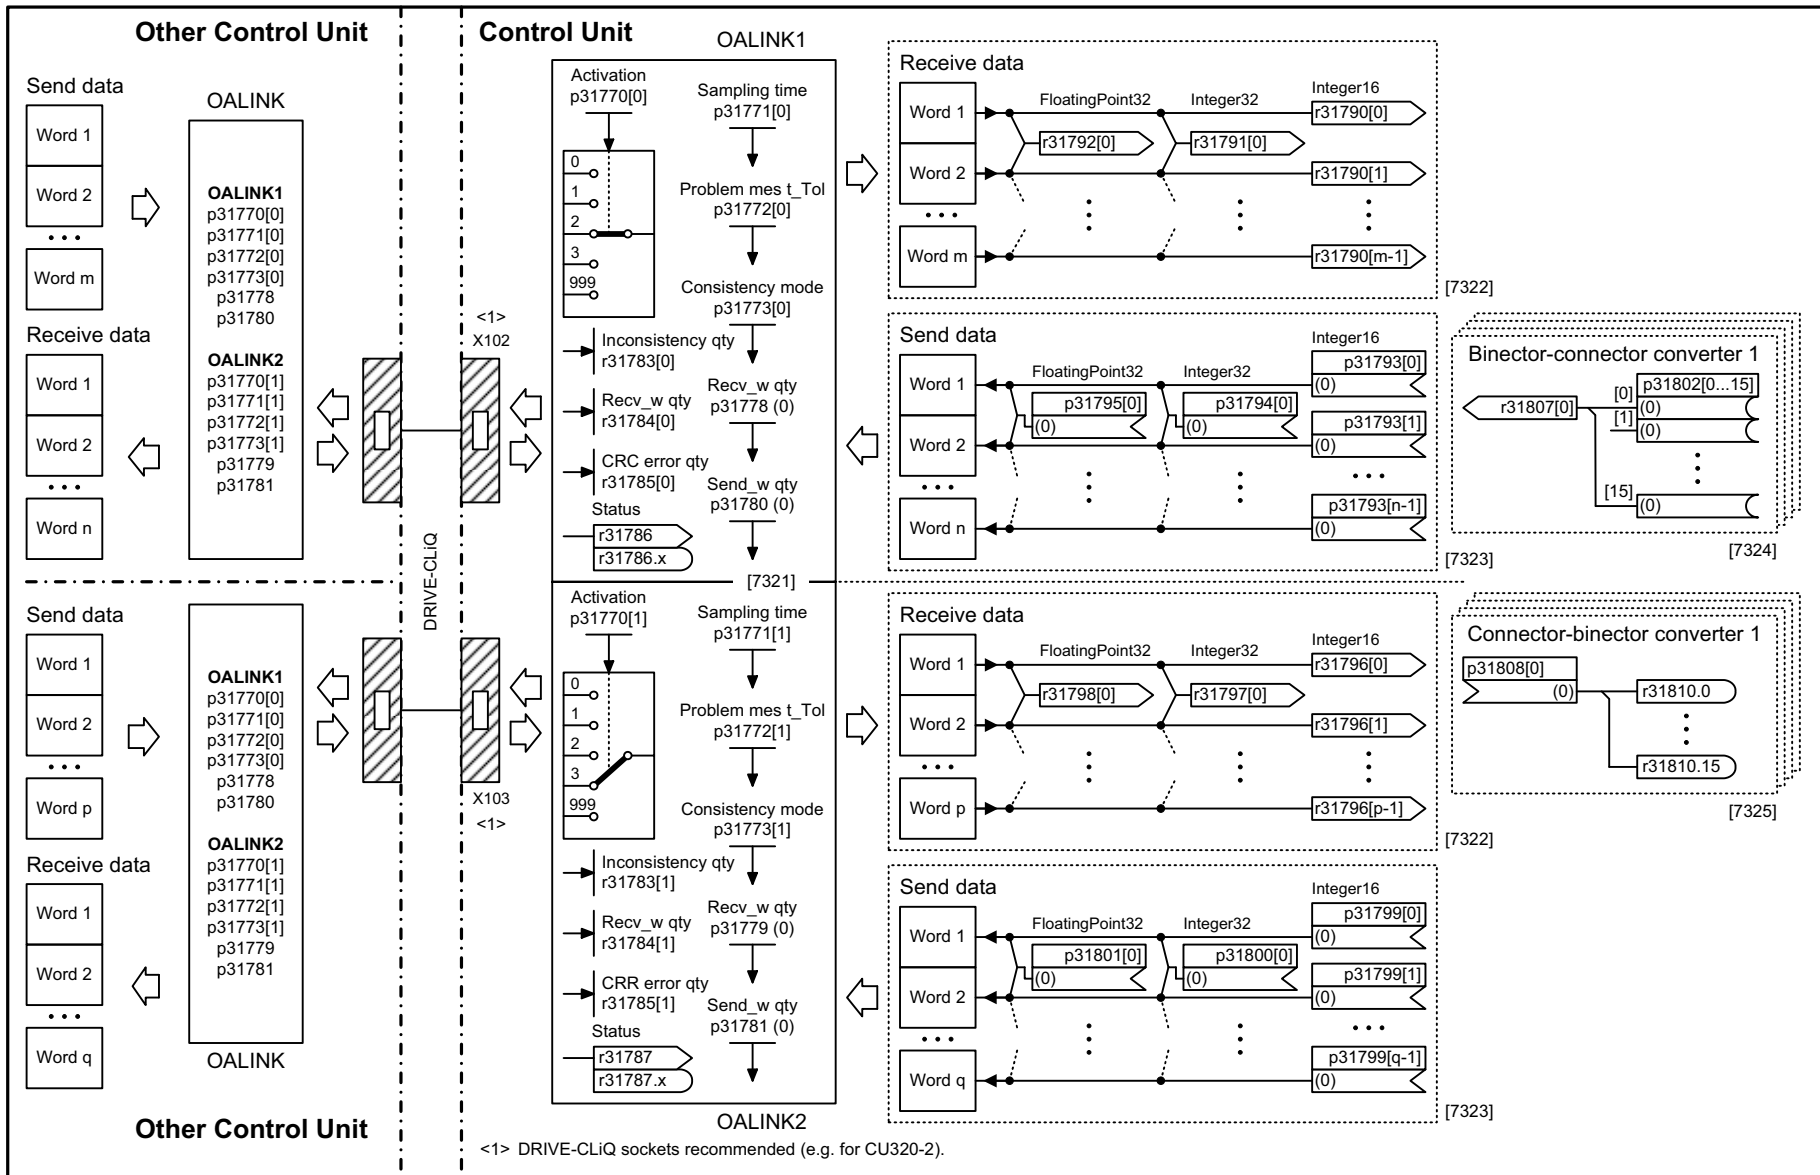 Other Control Unit
Send data
Word 1
Word 2
• • •
Word m
OALINK
OALINK1
p31770[0]
p31771[0]
p31772[0]
p31773[0]
p31778
p31780
OALINK2
p31770[1]
p31771[1]
p31772[1]
p31773[1]
p31779
p31781
Receive data
Word 1
Word 2
• • •
Word n
Send data
Word 1
Word 2
• • •
Word p
OALINK1
p31770[0]
p31771[0]
p31772[0]
p31773[0]
p31778
p31780
OALINK2
p31770[1]
p31771[1]
p31772[1]
p31773[1]
p31779
p31781
OALINK
Receive data
Word 1
Word 2
• • •
Word q
Other Control Unit
DRIVE-CLiQ
Control Unit
<1>
X102
X103
<1>
OALINK1
Activation
p31770[0]
0
1
2
3
999
Inconsistency qty
r31783[0]
Recv_w qty
r31784[0]
CRC error qty
r31785[0]
Status
r31786
r31786.x
Sampling time
p31771[0]
Problem mes t_Tol
p31772[0]
Consistency mode
p31773[0]
Recv_w qty
p31778 (0)
Send_w qty
p31780 (0)
[7321]
Activation
p31770[1]
0
1
2
3
999
Inconsistency qty
r31783[1]
Recv_w qty
r31784[1]
CRR error qty
r31785[1]
Status
r31787
r31787.x
Sampling time
p31771[1]
Problem mes t_Tol
p31772[1]
Consistency mode
p31773[1]
Recv_w qty
p31779 (0)
Send_w qty
p31781 (0)
OALINK2
Receive data
Word 1
Word 2
• • •
Word m
FloatingPoint32
r31792[0]
Integer32
r31791[0]
Integer16
r31790[0]
r31790[1]
r31790[m-1]
[7322]
Send data
Word 1
Word 2
• • •
Word n
FloatingPoint32
p31795[0]
(0)
Integer32
p31794[0]
(0)
Integer16
p31793[0]
(0)
p31793[1]
(0)
• • •
p31793[n-1]
(0)
[7323]
Binector-connector converter 1
r31807[0]
p31802[0...15]
[0]
(0)
[1]
(0)
[15]
(0)
[7324]
Receive data
Word 1
Word 2
• • •
Word p
FloatingPoint32
r31798[0]
Integer32
r31797[0]
Integer16
r31796[0]
r31796[1]
r31796[p-1]
[7322]
Connector-binector converter 1
p31808[0]
(0)
r31810.0
r31810.15
[7325]
Send data
Word 1
Word 2
• • •
Word q
FloatingPoint32
p31801[0]
(0)
Integer32
p31800[0]
(0)
Integer16
p31799[0]
(0)
p31799[1]
(0)
• • •
p31799[q-1]
(0)
[7323]
<1> DRIVE-CLiQ sockets recommended (e.g. for CU320-2).